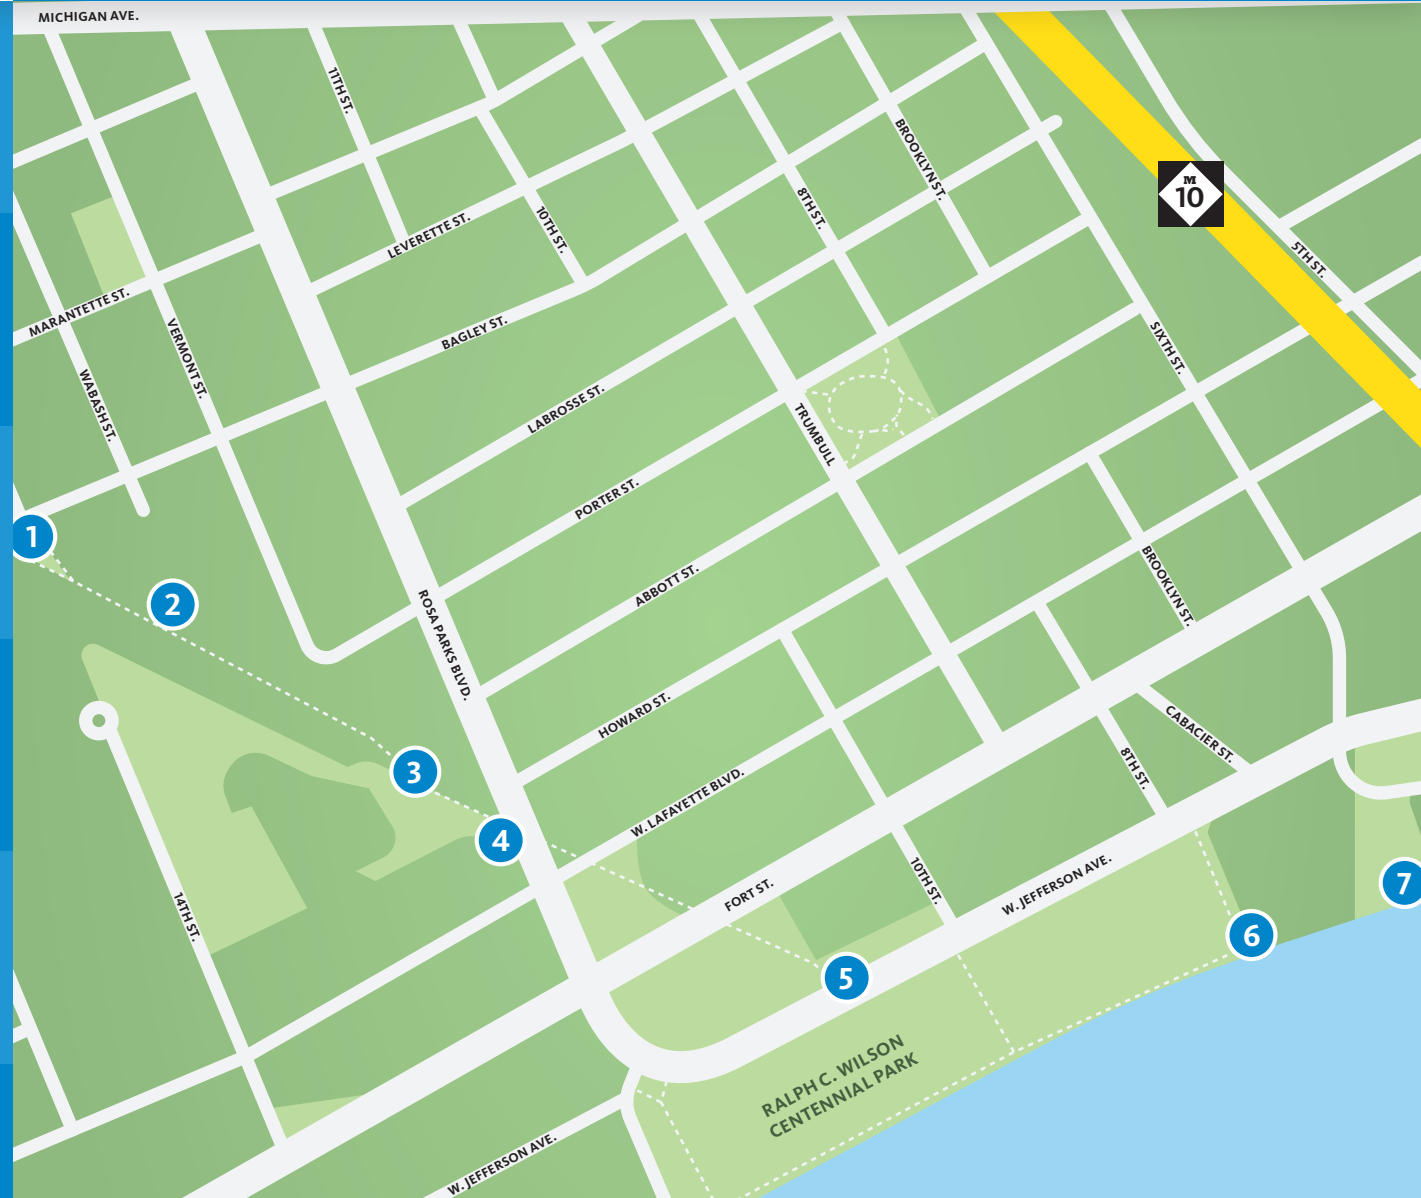 MICHIGAN AVE.
11TH ST.
BROOKLYN ST.
M
10
8TH ST.
LEVERETTE ST.
10TH ST.
5TH ST.
MARANTETTE ST.
VERMONT ST.
BAGLEY ST.
SIXTH ST.
WABASH ST.
LABROSSE ST.
TRUMBULL
PORTER ST.
1
2
ABBOTT ST.
BROOKLYN ST.
ROSA PARKS BLVD.
HOWARD ST.
CABACIER ST.
3
8TH ST.
W. LAFAYETTE BLVD.
4
FORT ST.
10TH ST.
W. JEFFERSON AVE.
7
14TH ST.
6
5
RALPH C. WILSON
CENTENNIAL PARK
W. JEFFERSON AVE.